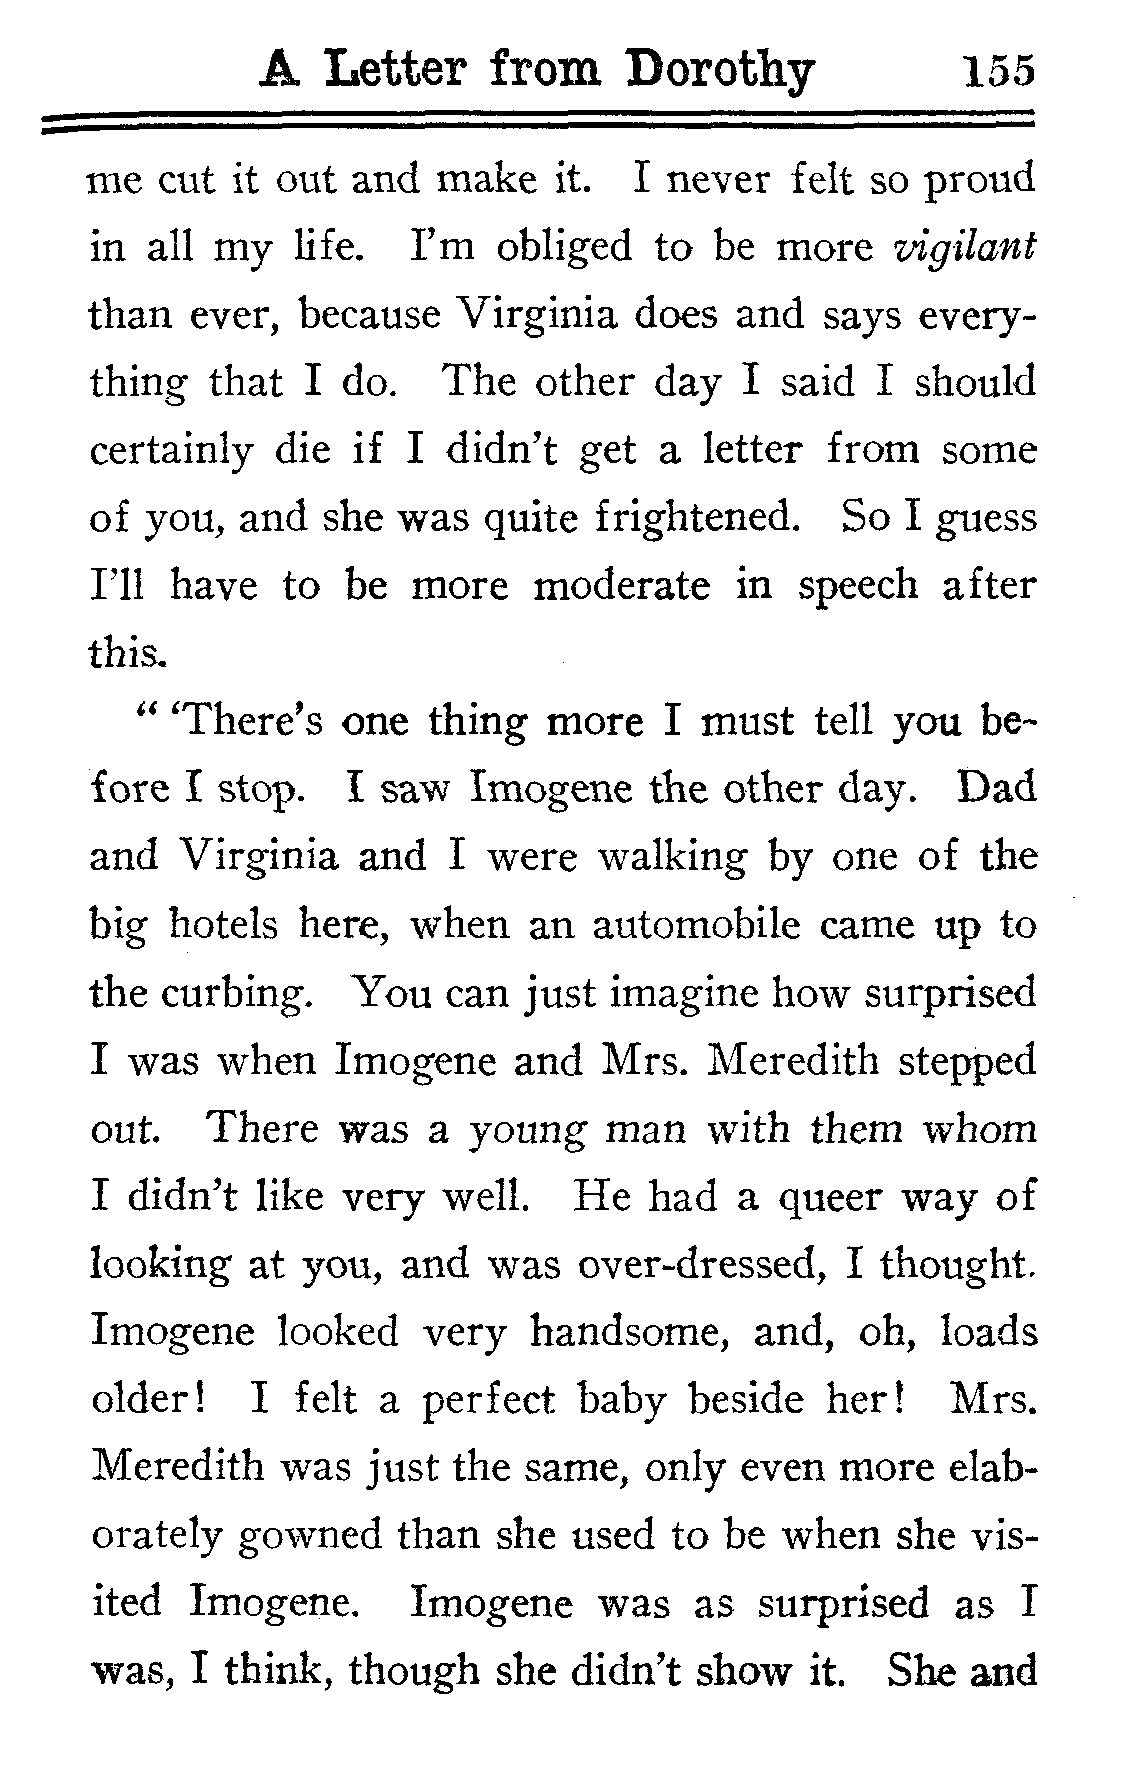 A Letter from Dorothy 155
me cut it out and make it. I never felt so proud
in all my life. I'm obliged to be more vigilant
than ever, because Virginia does and says every-
thing that I do. The other day I said I should
certainly die if I didn't get a letter from some
of you, and she was quite frightened. So I guess
I'll have to be more moderate in speech after
this.
" 'There's one thing more I must tell you be-
fore I stop. I saw Imogene the other day. Dad
and Virginia and I were walking by one of the
big hotels here, when an automobile came up to
the curbing. You can just imagine how surprised
I was when Imogene and Mrs. Meredith stepped
out. There was a young man with them whom
I didn't like very well. He had a queer way of
looking at you, and was over-dressed, I thought.
Imogene looked very handsome, and, oh, loads
older! I felt a perfect baby beside her! Mrs.
Meredith was just the same, only even more elab-
orately gowned than she used to be when she vis-
ited Imogene. Imogene was as surprised as I
was, I think, though she didn't show it. She and